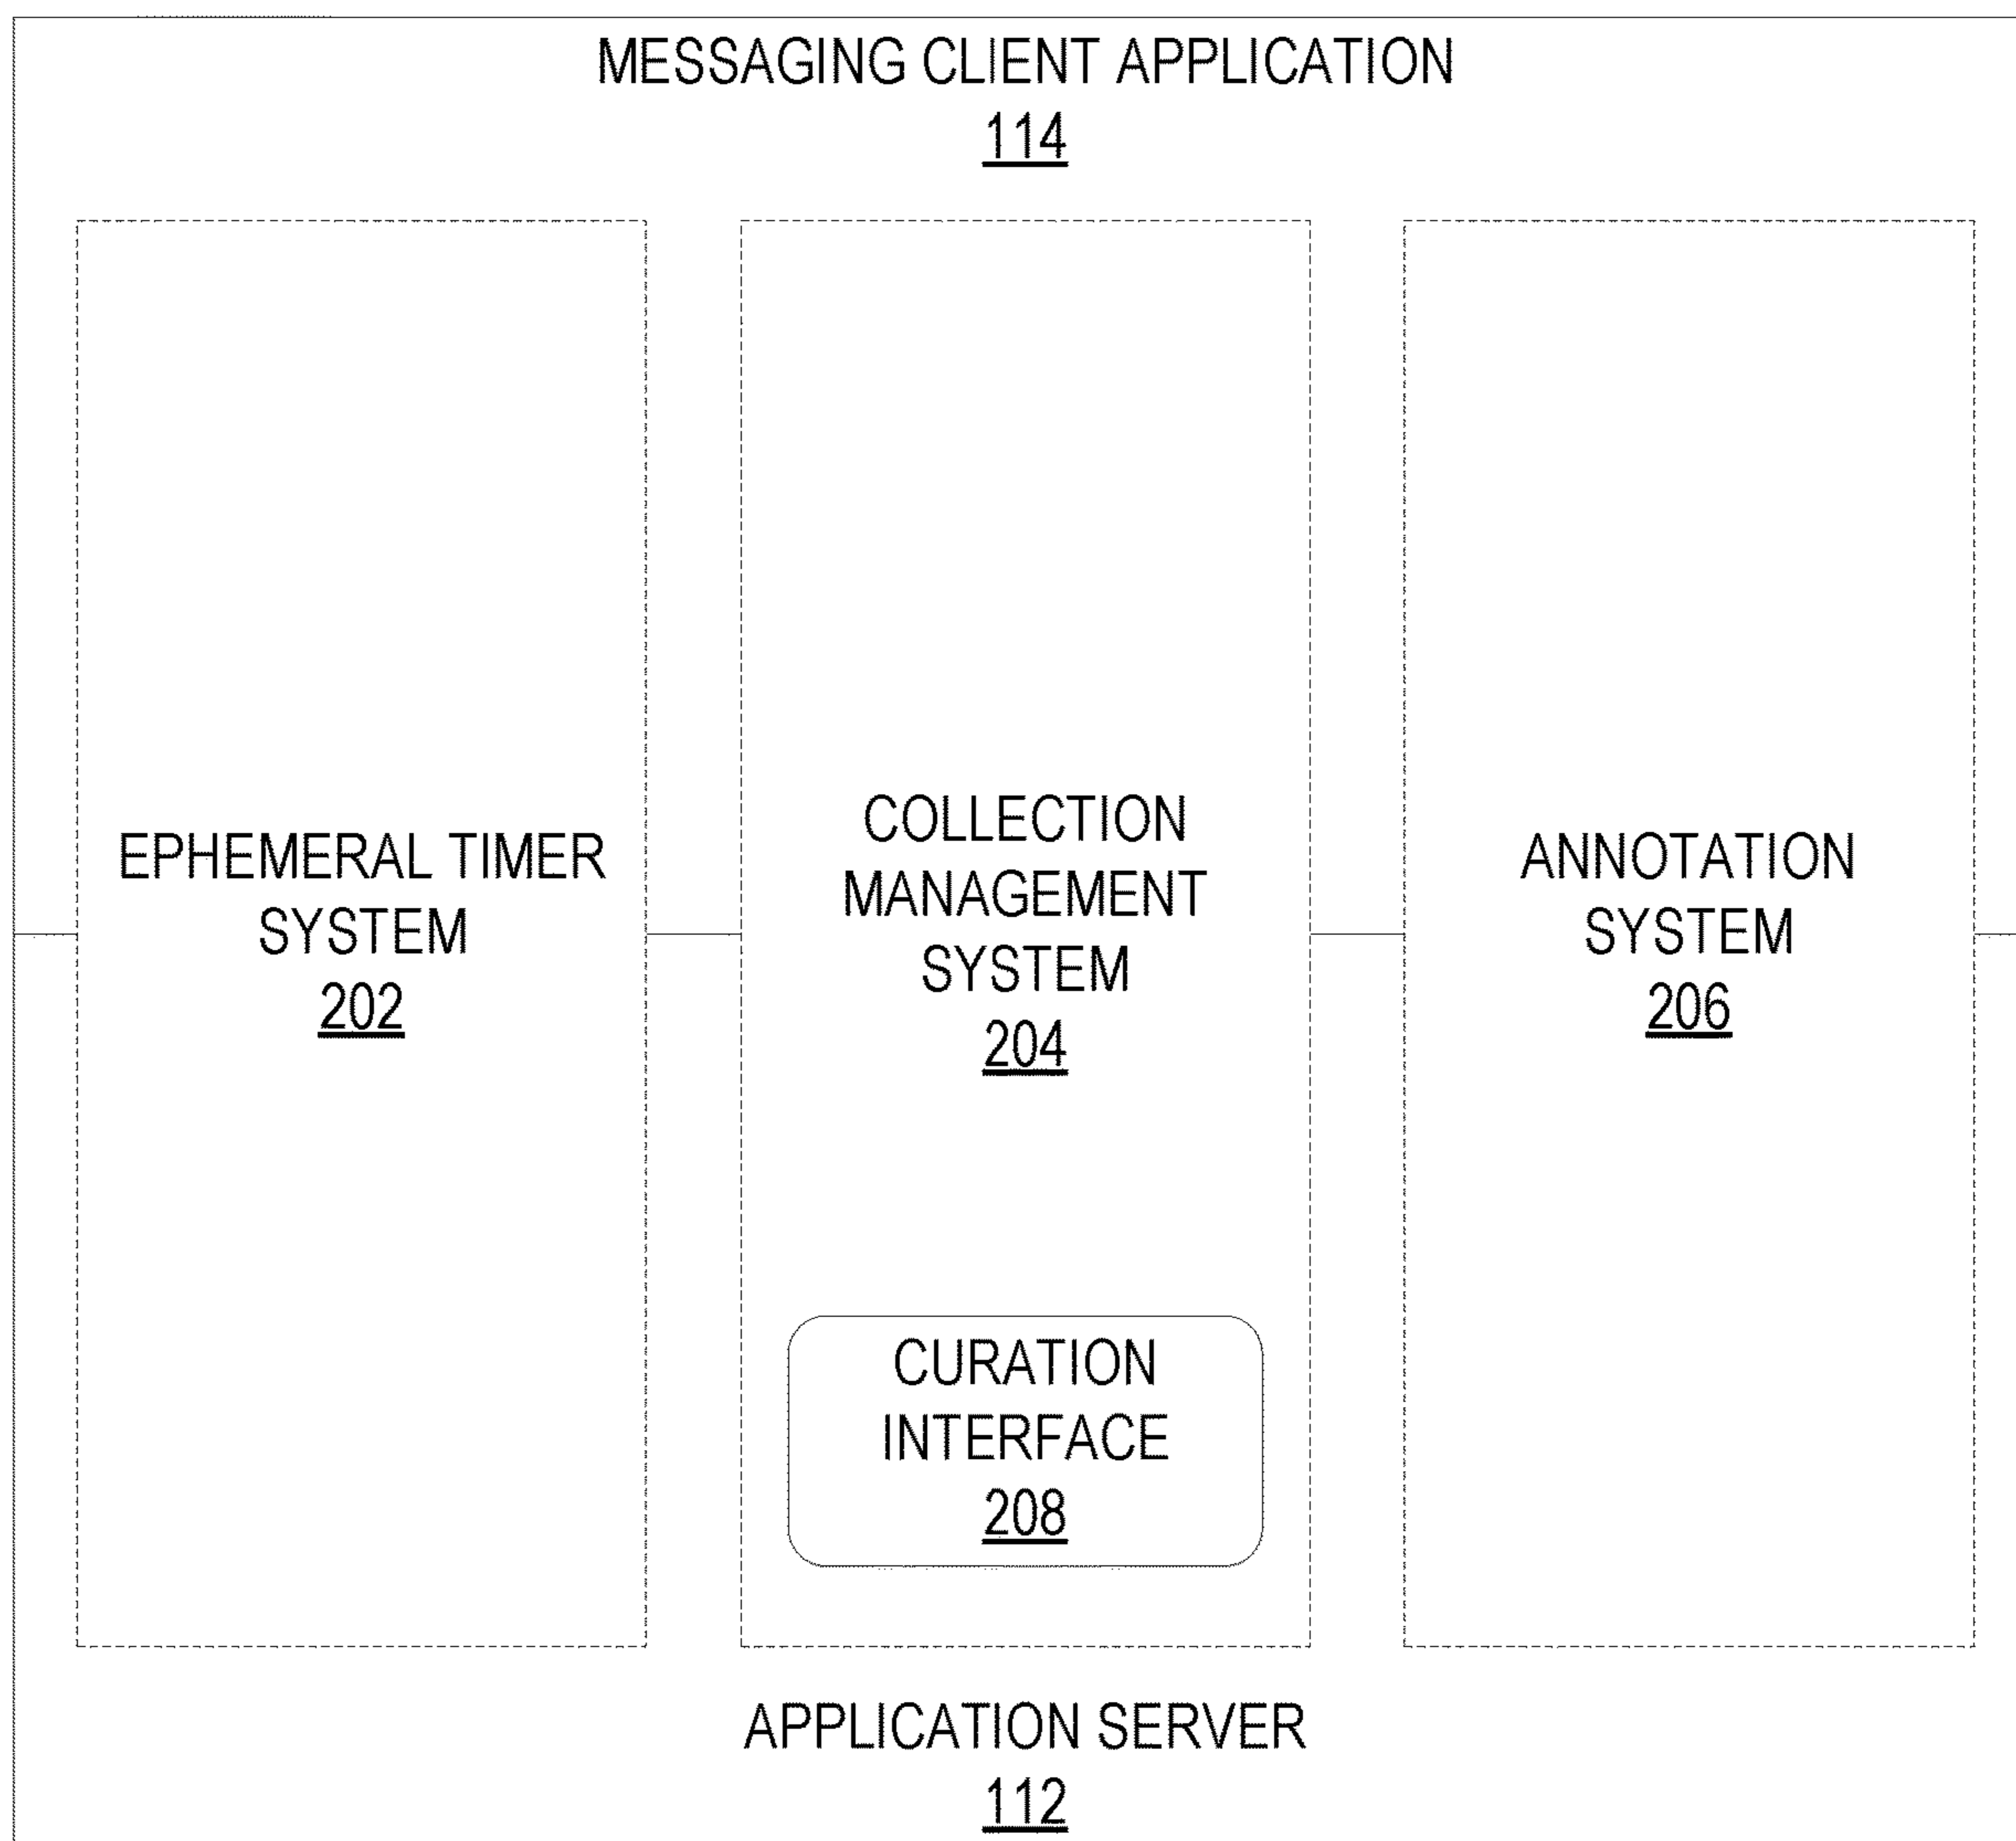 MESSAGING CLIENT APPLICATION
114
EPHEMERAL TIMER
SYSTEM
202
COLLECTION
MANAGEMENT
SYSTEM
204
ANNOTATION
SYSTEM
206
CURATION
INTERFACE
208
APPLICATION SERVER
112